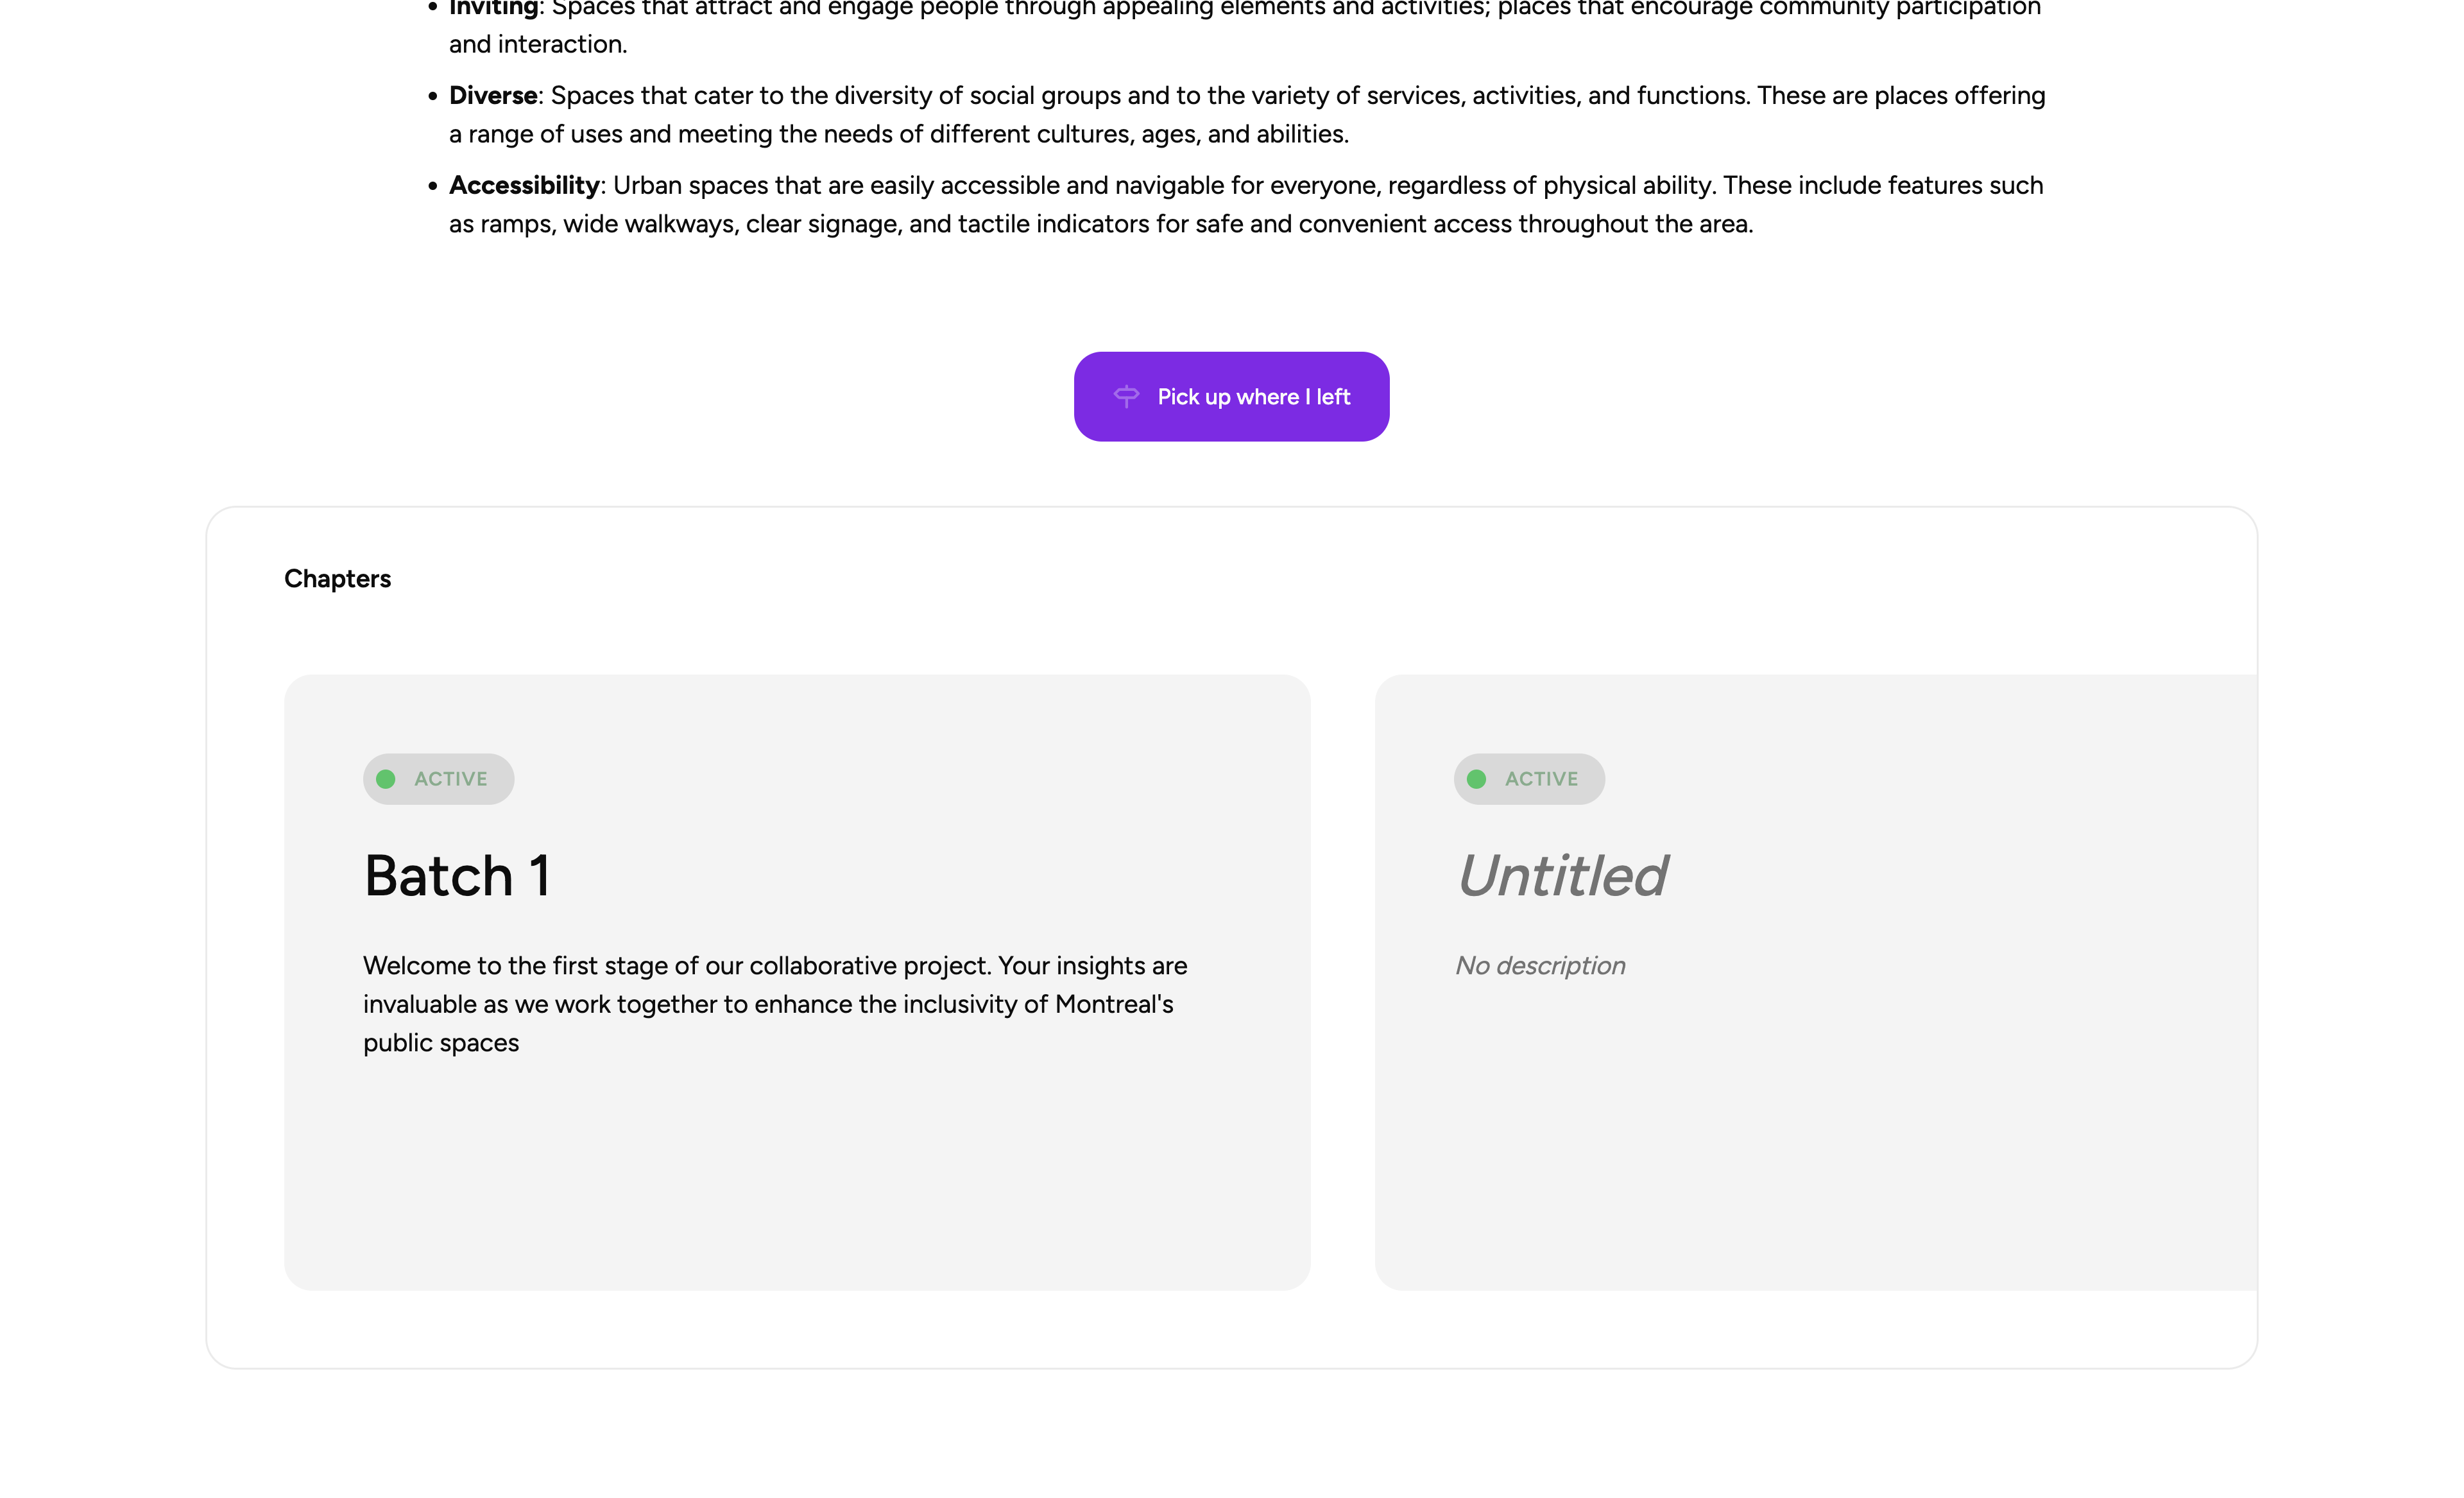 Inviting: Spaces that attract and engage people through appealing elements and activities; places that encourage community participation
and interaction.
Diverse: Spaces that cater to the diversity of social groups and to the variety of services, activities, and functions. These are places offering
a range of uses and meeting the needs of different cultures, ages, and abilities.
Accessibility: Urban spaces that are easily accessible and navigable for everyone, regardless of physical ability. These include features such
as ramps, wide walkways, clear signage, and tactile indicators for safe and convenient access throughout the area.
Pick up where I left
Chapters
ACTIVE
Batch 1
Welcome to the first stage of our collaborative project. Your insights are
invaluable as we work together to enhance the inclusivity of Montreal's
public spaces
ACTIVE
Untitled
No description